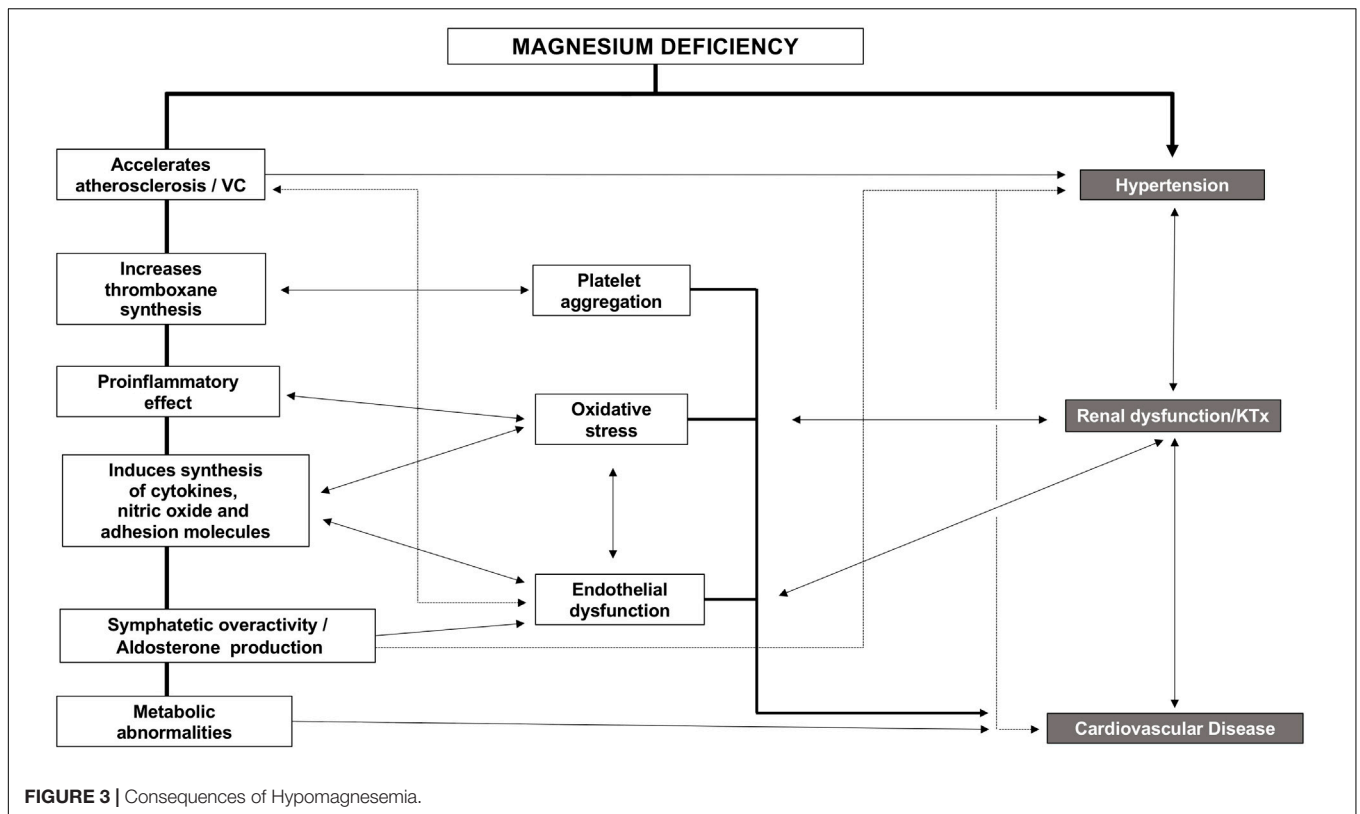 MAGNESIUM DEFICIENCY
Accelerates
atherosclerosis / VC
Hypertension
Increases
thromboxane
synthesis
Platelet
aggregation
Proinflammatory
effect
Oxidative
stress
Renal dysfunction/KTx
Induces synthesis
of cytokines,
nitric oxide and
adhesion molecules
Endothelial
dysfunction
Symphatetic overactivity /
Aldosterone production
Metabolic
abnormalities
Cardiovascular Disease
FIGURE 3 | Consequences of Hypomagnesemia.